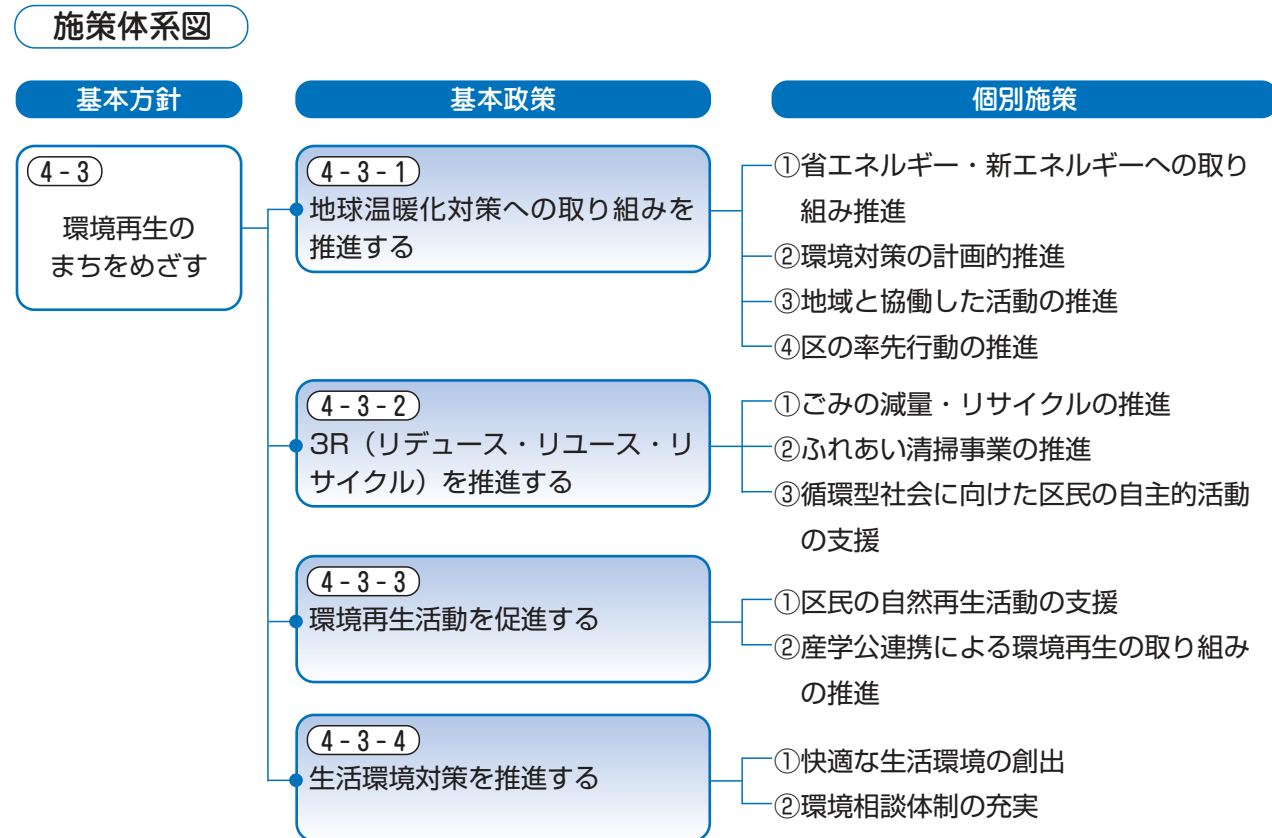 施策体系図
基本方針
基本政策
個別施策
4-3
環境再生の
まちをめざす
4-3-1
地球温暖化対策への取り組みを
推進する
①省エネルギー・新エネルギーへの取り
組み推進
②環境対策の計画的推進
③地域と協働した活動の推進
④区の率先行動の推進
4-3-2
3R（リデュース・リユース・リ
サイクル）を推進する
①ごみの減量・リサイクルの推進
②ふれあい清掃事業の推進
③循環型社会に向けた区民の自主的活動
の支援
4-3-3
環境再生活動を促進する
①区民の自然再生活動の支援
②産学公連携による環境再生の取り組み
の推進
4-3-4
生活環境対策を推進する
①快適な生活環境の創出
②環境相談体制の充実